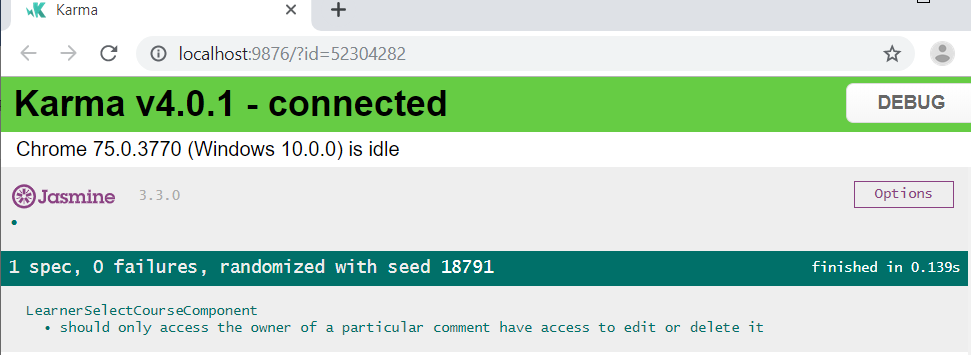 Karma
localhost:9876/?id=52304282
Karma v4.0.1 - connected
DEBUG
Chrome 75.0.3770 (Windows 10.0.0) is idle
Jasmine 3.3.0
Options
•
1 spec, 0 failures, randomized with seed 18791
finished in 0.139s
LearnerSelectCourseComponent
• should only access the owner of a particular comment have access to edit or delete it